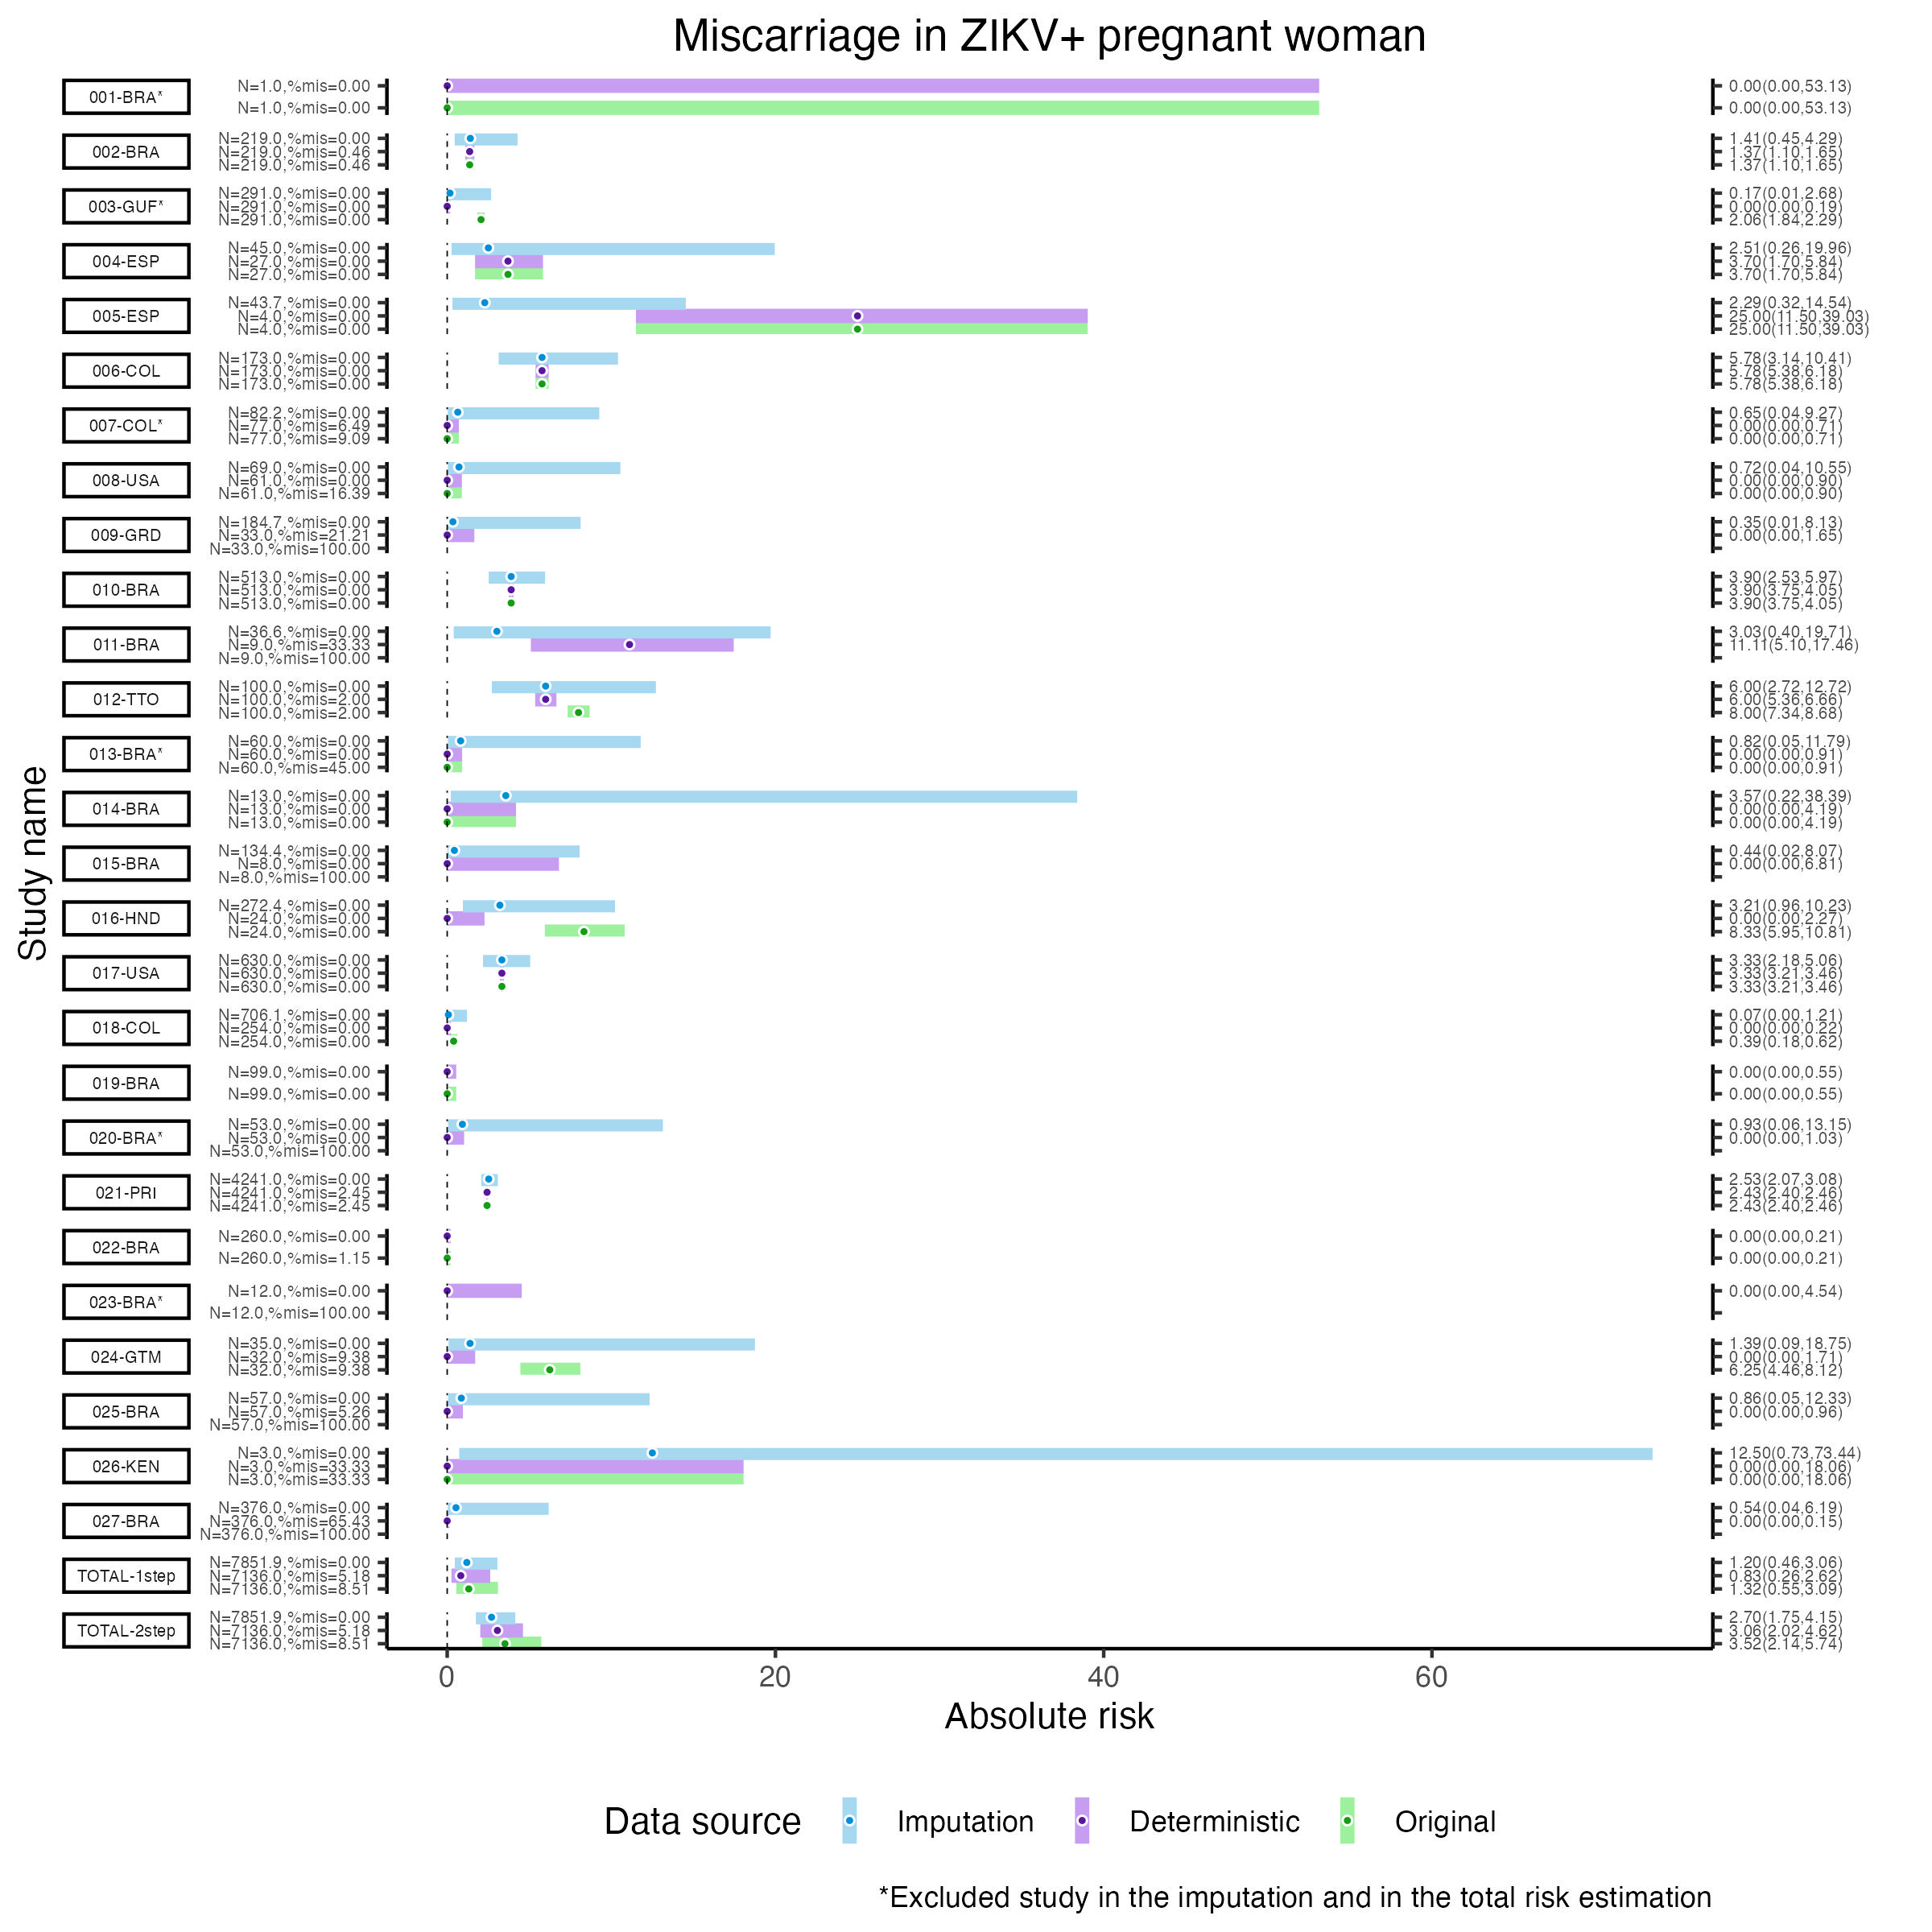 Miscarriage in ZIKV+ pregnant woman
Study name
001-BRA*
N=1.0,%mis=0.00 0.00(0.00,53.13)
N=1.0,%mis=0.00 0.00(0.00,53.13)
002-BRA
N=219.0,%mis=0.00 1.41(0.45,4.29)
N=219.0,%mis=0.46 1.37(1.10,1.65)
N=219.0,%mis=0.46 1.37(1.10,1.65)
003-GUF*
N=291.0,%mis=0.00 0.17(0.01,2.68)
N=291.0,%mis=0.00 0.00(0.00,0.19)
N=291.0,%mis=0.00 2.06(1.84,2.29)
004-ESP
N=45.0,%mis=0.00 2.51(0.26,19.96)
N=27.0,%mis=0.00 3.70(1.70,5.84)
N=27.0,%mis=0.00 3.70(1.70,5.84)
005-ESP
N=43.7,%mis=0.00 2.29(0.32,14.54)
N=4.0,%mis=0.00 25.00(11.50,39.03)
N=4.0,%mis=0.00 25.00(11.50,39.03)
006-COL
N=173.0,%mis=0.00 5.78(3.14,10.41)
N=173.0,%mis=0.00 5.78(5.38,6.18)
N=173.0,%mis=0.00 5.78(5.38,6.18)
007-COL*
N=82.2,%mis=0.00 0.65(0.04,9.27)
N=77.0,%mis=6.49 0.00(0.00,0.71)
N=77.0,%mis=9.09 0.00(0.00,0.71)
008-USA
N=69.0,%mis=0.00 0.72(0.04,10.55)
N=61.0,%mis=0.00 0.00(0.00,0.90)
N=61.0,%mis=16.39 0.00(0.00,0.90)
009-GRD
N=184.7,%mis=0.00 0.35(0.01,8.13)
N=33.0,%mis=21.21 0.00(0.00,1.65)
N=33.0,%mis=100.00
010-BRA
N=513.0,%mis=0.00 3.90(2.53,5.97)
N=513.0,%mis=0.00 3.90(3.75,4.05)
N=513.0,%mis=0.00 3.90(3.75,4.05)
011-BRA
N=36.6,%mis=0.00 3.03(0.40,19.71)
N=9.0,%mis=33.33 11.11(5.10,17.46)
N=9.0,%mis=100.00
012-TTO
N=100.0,%mis=0.00 6.00(2.72,12.72)
N=100.0,%mis=2.00 6.00(5.36,6.66)
N=100.0,%mis=2.00 8.00(7.34,8.68)
013-BRA*
N=60.0,%mis=0.00 0.82(0.05,11.79)
N=60.0,%mis=0.00 0.00(0.00,0.91)
N=60.0,%mis=45.00 0.00(0.00,0.91)
014-BRA
N=13.0,%mis=0.00 3.57(0.22,38.39)
N=13.0,%mis=0.00 0.00(0.00,4.19)
N=13.0,%mis=0.00 0.00(0.00,4.19)
015-BRA
N=134.4,%mis=0.00 0.44(0.02,8.07)
N=8.0,%mis=0.00 0.00(0.00,6.81)
N=8.0,%mis=100.00
016-HND
N=272.4,%mis=0.00 3.21(0.96,10.23)
N=24.0,%mis=0.00 0.00(0.00,2.27)
N=24.0,%mis=0.00 8.33(5.95,10.81)
017-USA
N=630.0,%mis=0.00 3.33(2.18,5.06)
N=630.0,%mis=0.00 3.33(3.21,3.46)
N=630.0,%mis=0.00 3.33(3.21,3.46)
018-COL
N=706.1,%mis=0.00 0.07(0.00,1.21)
N=254.0,%mis=0.00 0.00(0.00,0.22)
N=254.0,%mis=0.00 0.39(0.18,0.62)
019-BRA
N=99.0,%mis=0.00 0.00(0.00,0.55)
N=99.0,%mis=0.00 0.00(0.00,0.55)
020-BRA*
N=53.0,%mis=0.00 0.93(0.06,13.15)
N=53.0,%mis=0.00 0.00(0.00,1.03)
N=53.0,%mis=100.00
021-PRI
N=4241.0,%mis=0.00 2.53(2.07,3.08)
N=4241.0,%mis=2.45 2.43(2.40,2.46)
N=4241.0,%mis=2.45 2.43(2.40,2.46)
022-BRA
N=260.0,%mis=0.00 0.00(0.00,0.21)
N=260.0,%mis=1.15 0.00(0.00,0.21)
023-BRA*
N=12.0,%mis=0.00 0.00(0.00,4.54)
N=12.0,%mis=100.00
024-GTM
N=35.0,%mis=0.00 1.39(0.09,18.75)
N=32.0,%mis=9.38 0.00(0.00,1.71)
N=32.0,%mis=9.38 6.25(4.46,8.12)
025-BRA
N=57.0,%mis=0.00 0.86(0.05,12.33)
N=57.0,%mis=5.26 0.00(0.00,0.96)
N=57.0,%mis=100.00
026-KEN
N=3.0,%mis=0.00 12.50(0.73,73.44)
N=3.0,%mis=33.33 0.00(0.00,18.06)
N=3.0,%mis=33.33 0.00(0.00,18.06)
027-BRA
N=376.0,%mis=0.00 0.54(0.04,6.19)
N=376.0,%mis=65.43 0.00(0.00,0.15)
N=376.0,%mis=100.00
TOTAL-1step
N=7851.9,%mis=0.00 1.20(0.46,3.06)
N=7136.0,%mis=5.18 0.83(0.26,2.62)
N=7136.0,%mis=8.51 1.32(0.55,3.09)
TOTAL-2step
N=7851.9,%mis=0.00 2.70(1.75,4.15)
N=7136.0,%mis=5.18 3.06(2.02,4.62)
N=7136.0,%mis=8.51 3.52(2.14,5.74)
0 20 40 60
Absolute risk
Data source Imputation Deterministic Original
*Excluded study in the imputation and in the total risk estimation